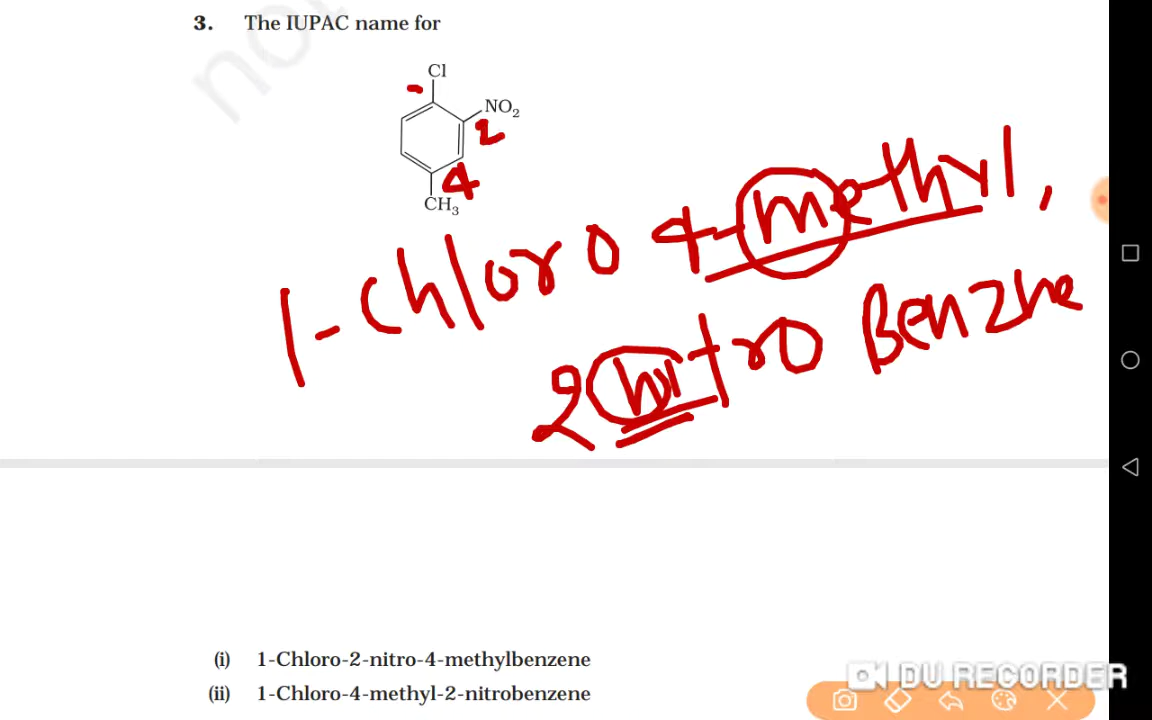 3. The IUPAC name for
Cl
NO2
2
4
CH3
1-Chloro 4-methyl,
2 nitro Benzne
(i) 1-Chloro-2-nitro-4-methylbenzene
(ii) 1-Chloro-4-methyl-2-nitrobenzene
DU RECORDER